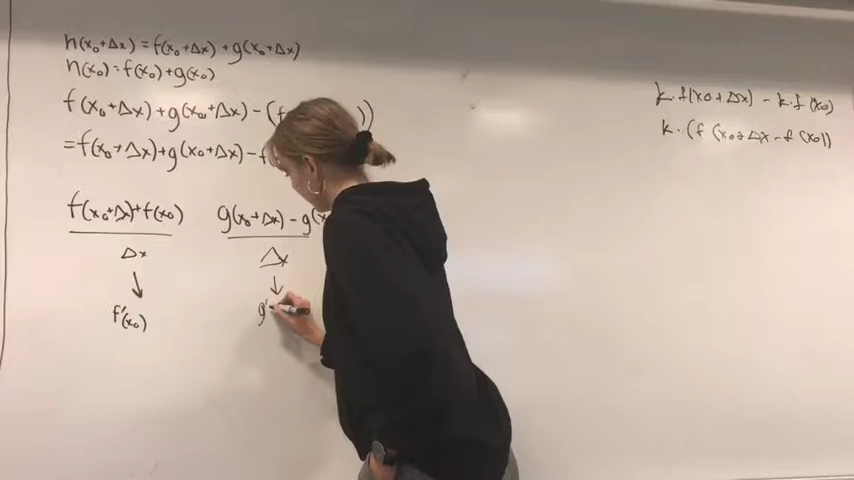 h(x₀+Δx) = f(x₀+Δx) + g(x₀+Δx)
h(x₀) = f(x₀) + g(x₀)
f(x₀+Δx) + g(x₀+Δx) - (f )
= f(x₀+Δx) + g(x₀+Δx) - f
f(x₀+Δx)+f(x₀) g(x₀+Δx) - g(x
Δx Δx
↓ ↓
f'(x₀) g'
k·f(x₀+Δx) - k·f(x₀)
k·(f(x₀+Δx - f(x₀))